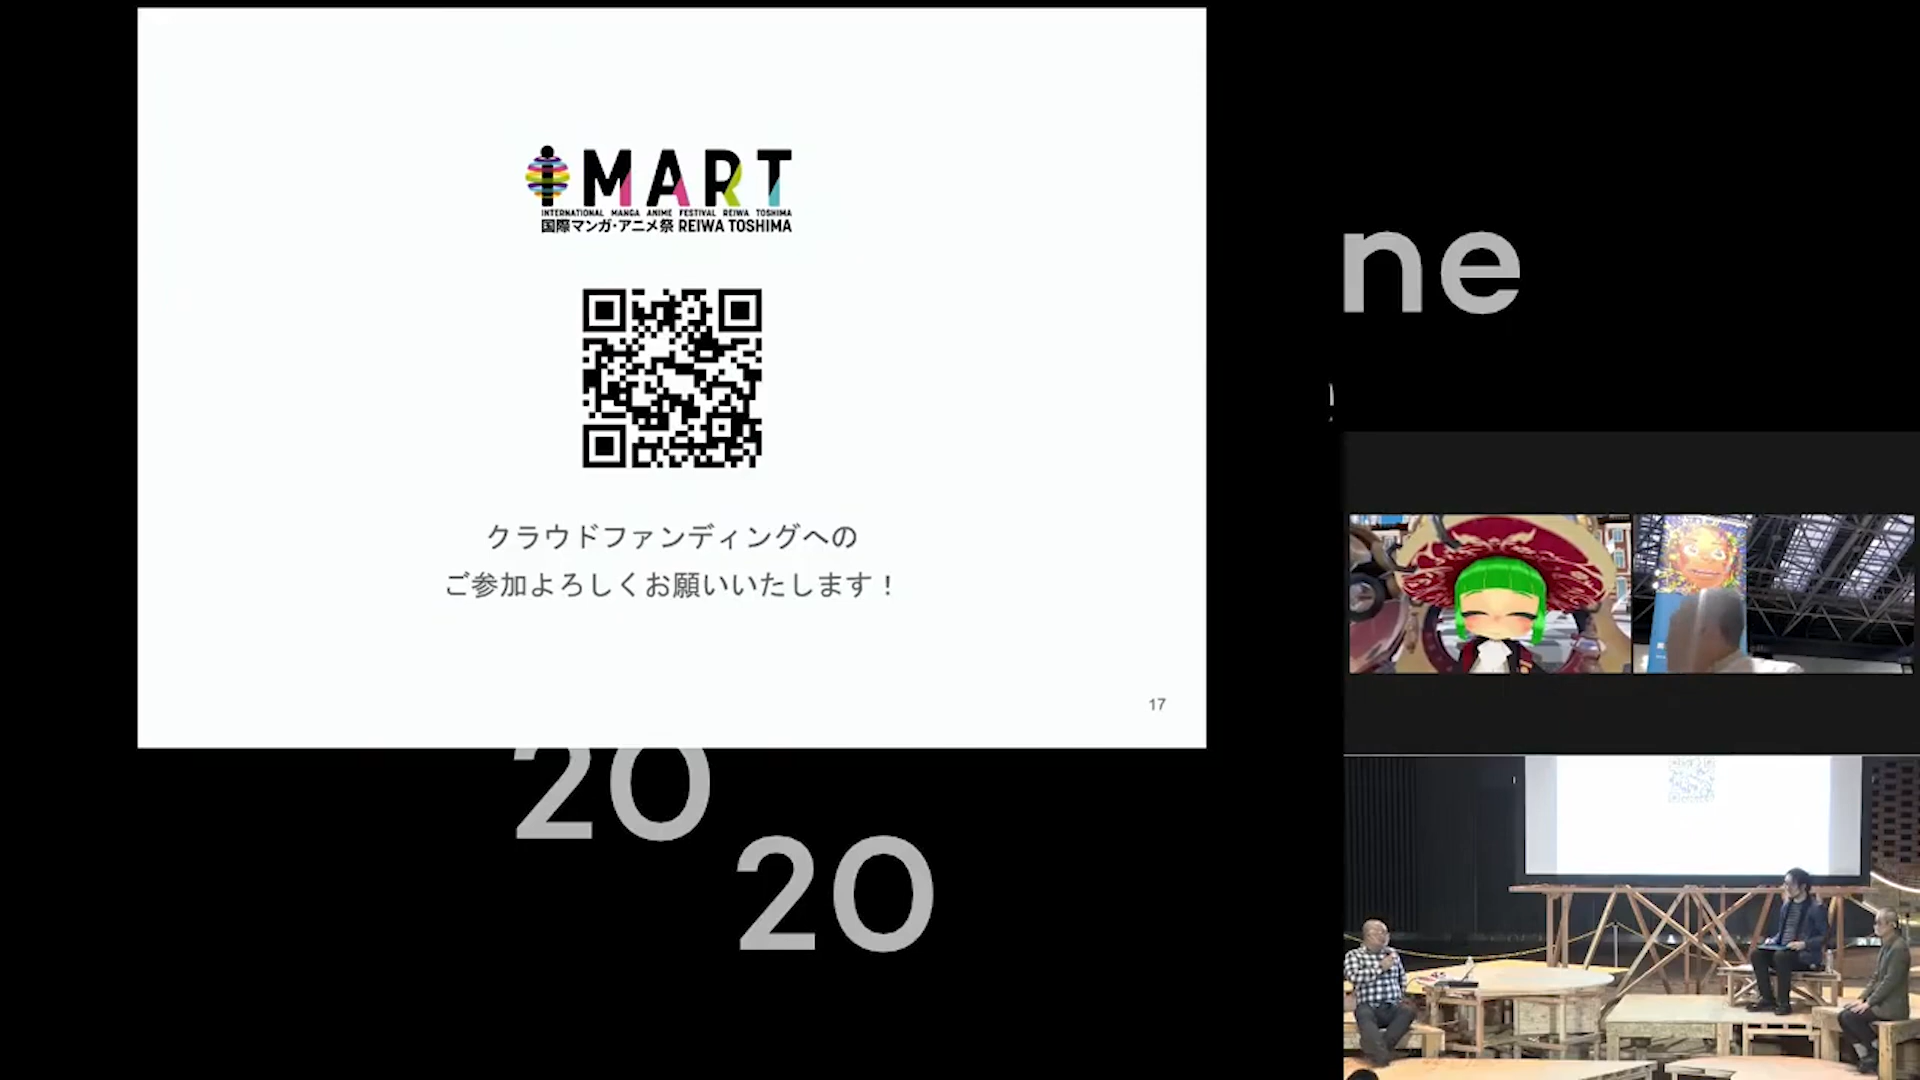 iMART
INTERNATIONAL MANGA ANIME FESTIVAL REIWA TOSHIMA
国際マンガ・アニメ祭 REIWA TOSHIMA
クラウドファンディングへの
ご参加よろしくお願いいたします！
17
ne
20
20